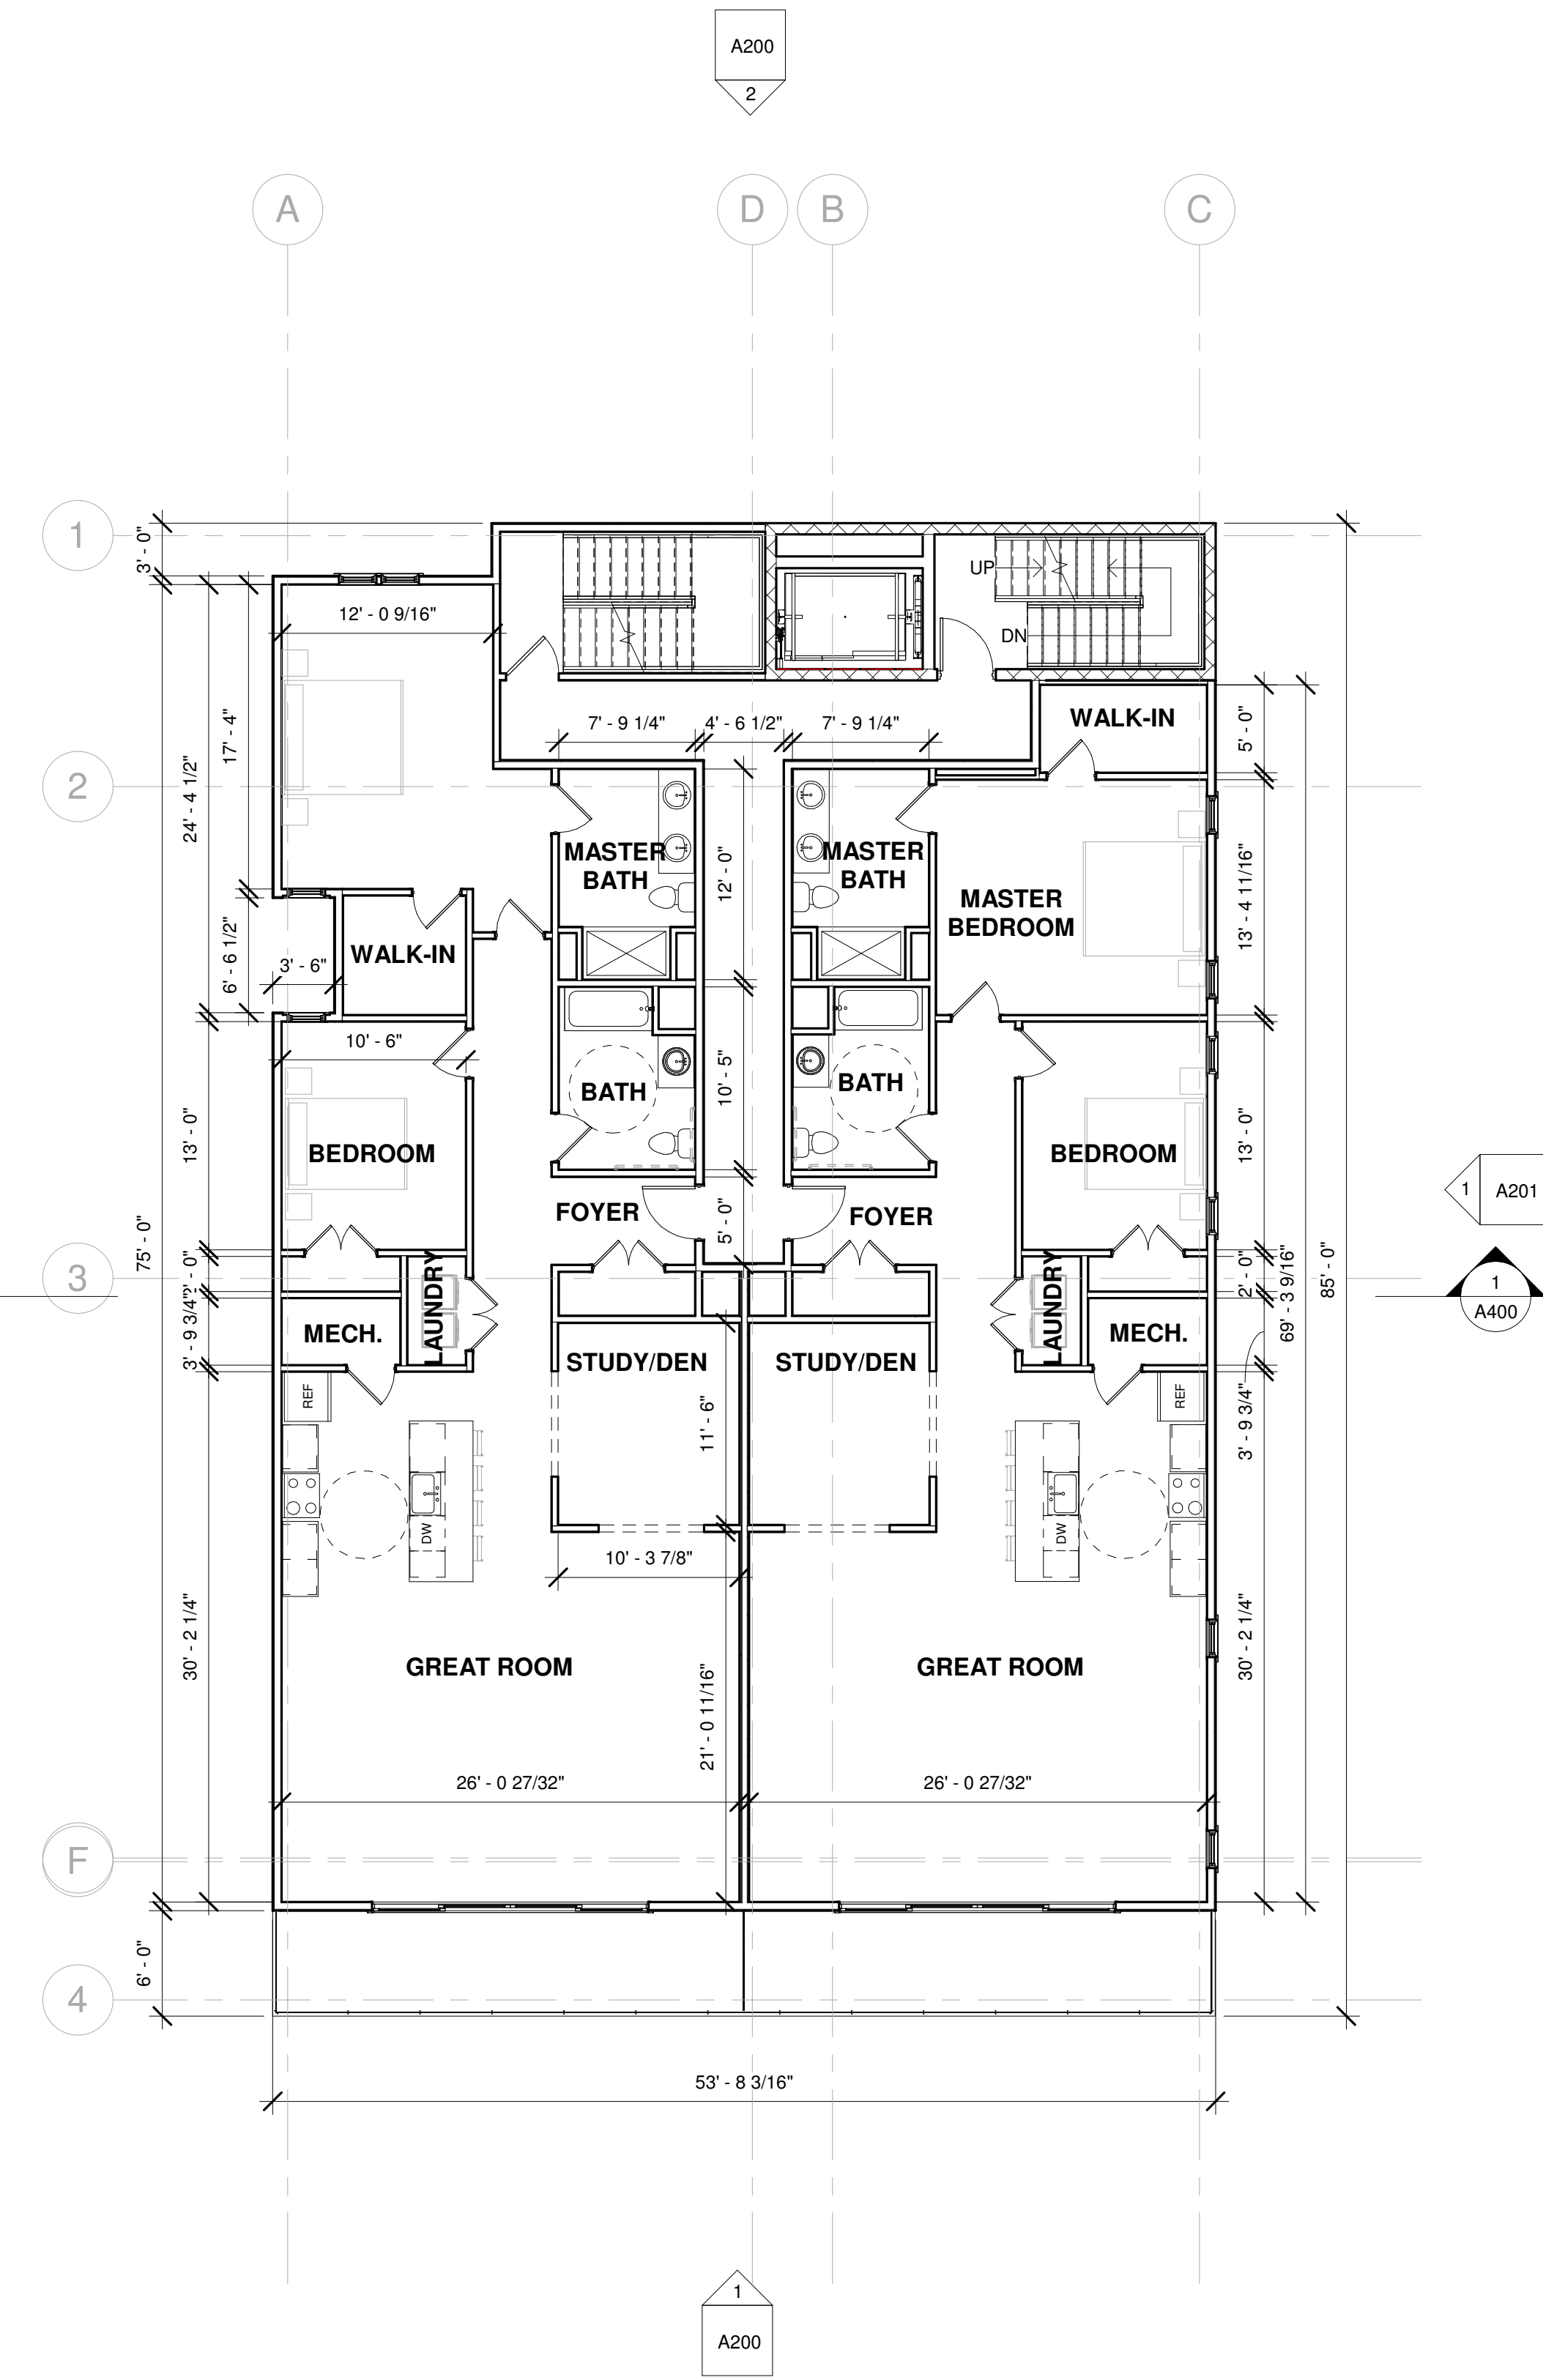 A200
2
A
D
B
C
1
3' - 0"
UP
DN
12' - 0 9/16"
7' - 9 1/4"
4' - 6 1/2"
7' - 9 1/4"
WALK-IN
5' - 0"
17' - 4"
24' - 4 1/2"
2
MASTER
BATH
12' - 0"
MASTER
BATH
MASTER
BEDROOM
13' - 4 11/16"
WALK-IN
6' - 6 1/2"
3' - 6"
10' - 6"
BATH
10' - 5"
BATH
13' - 0"
BEDROOM
BEDROOM
13' - 0"
1
A201
FOYER
5' - 0"
FOYER
75' - 0"
3
2' - 0"
LAUNDRY
LAUNDRY
2' - 0"
69' - 3 9/16"
85' - 0"
1
A400
3' - 9 3/4"
MECH.
STUDY/DEN
STUDY/DEN
MECH.
REF
REF
11' - 6"
3' - 9 3/4"
DW
DW
10' - 3 7/8"
30' - 2 1/4"
30' - 2 1/4"
GREAT ROOM
GREAT ROOM
21' - 0 11/16"
26' - 0 27/32"
26' - 0 27/32"
F
6' - 0"
4
53' - 8 3/16"
1
A200